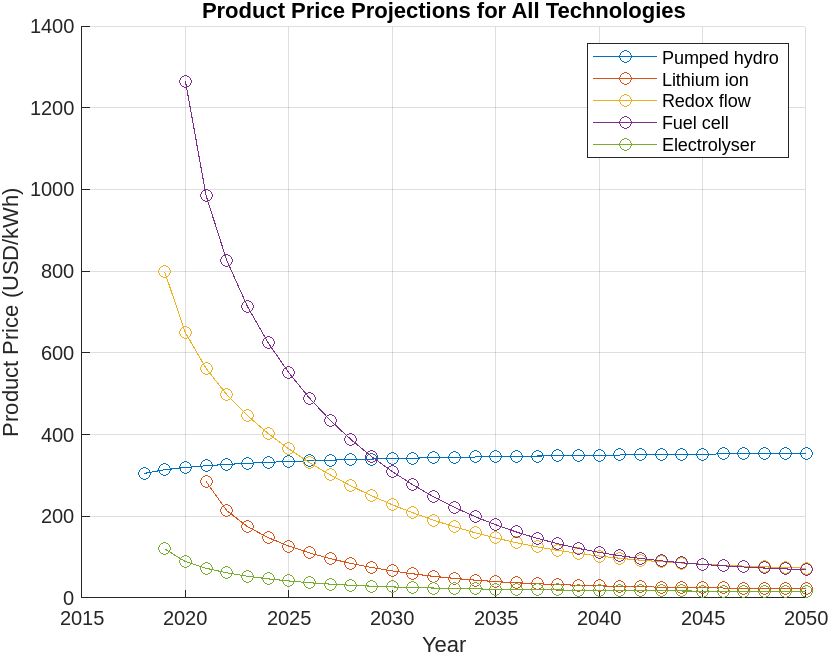 Product Price Projections for All Technologies
1400
1200
1000
800
600
400
200
0
Product Price (USD/kWh)
Pumped hydro
Lithium ion
Redox flow
Fuel cell
Electrolyser
2015 2020 2025 2030 2035 2040 2045 2050
Year